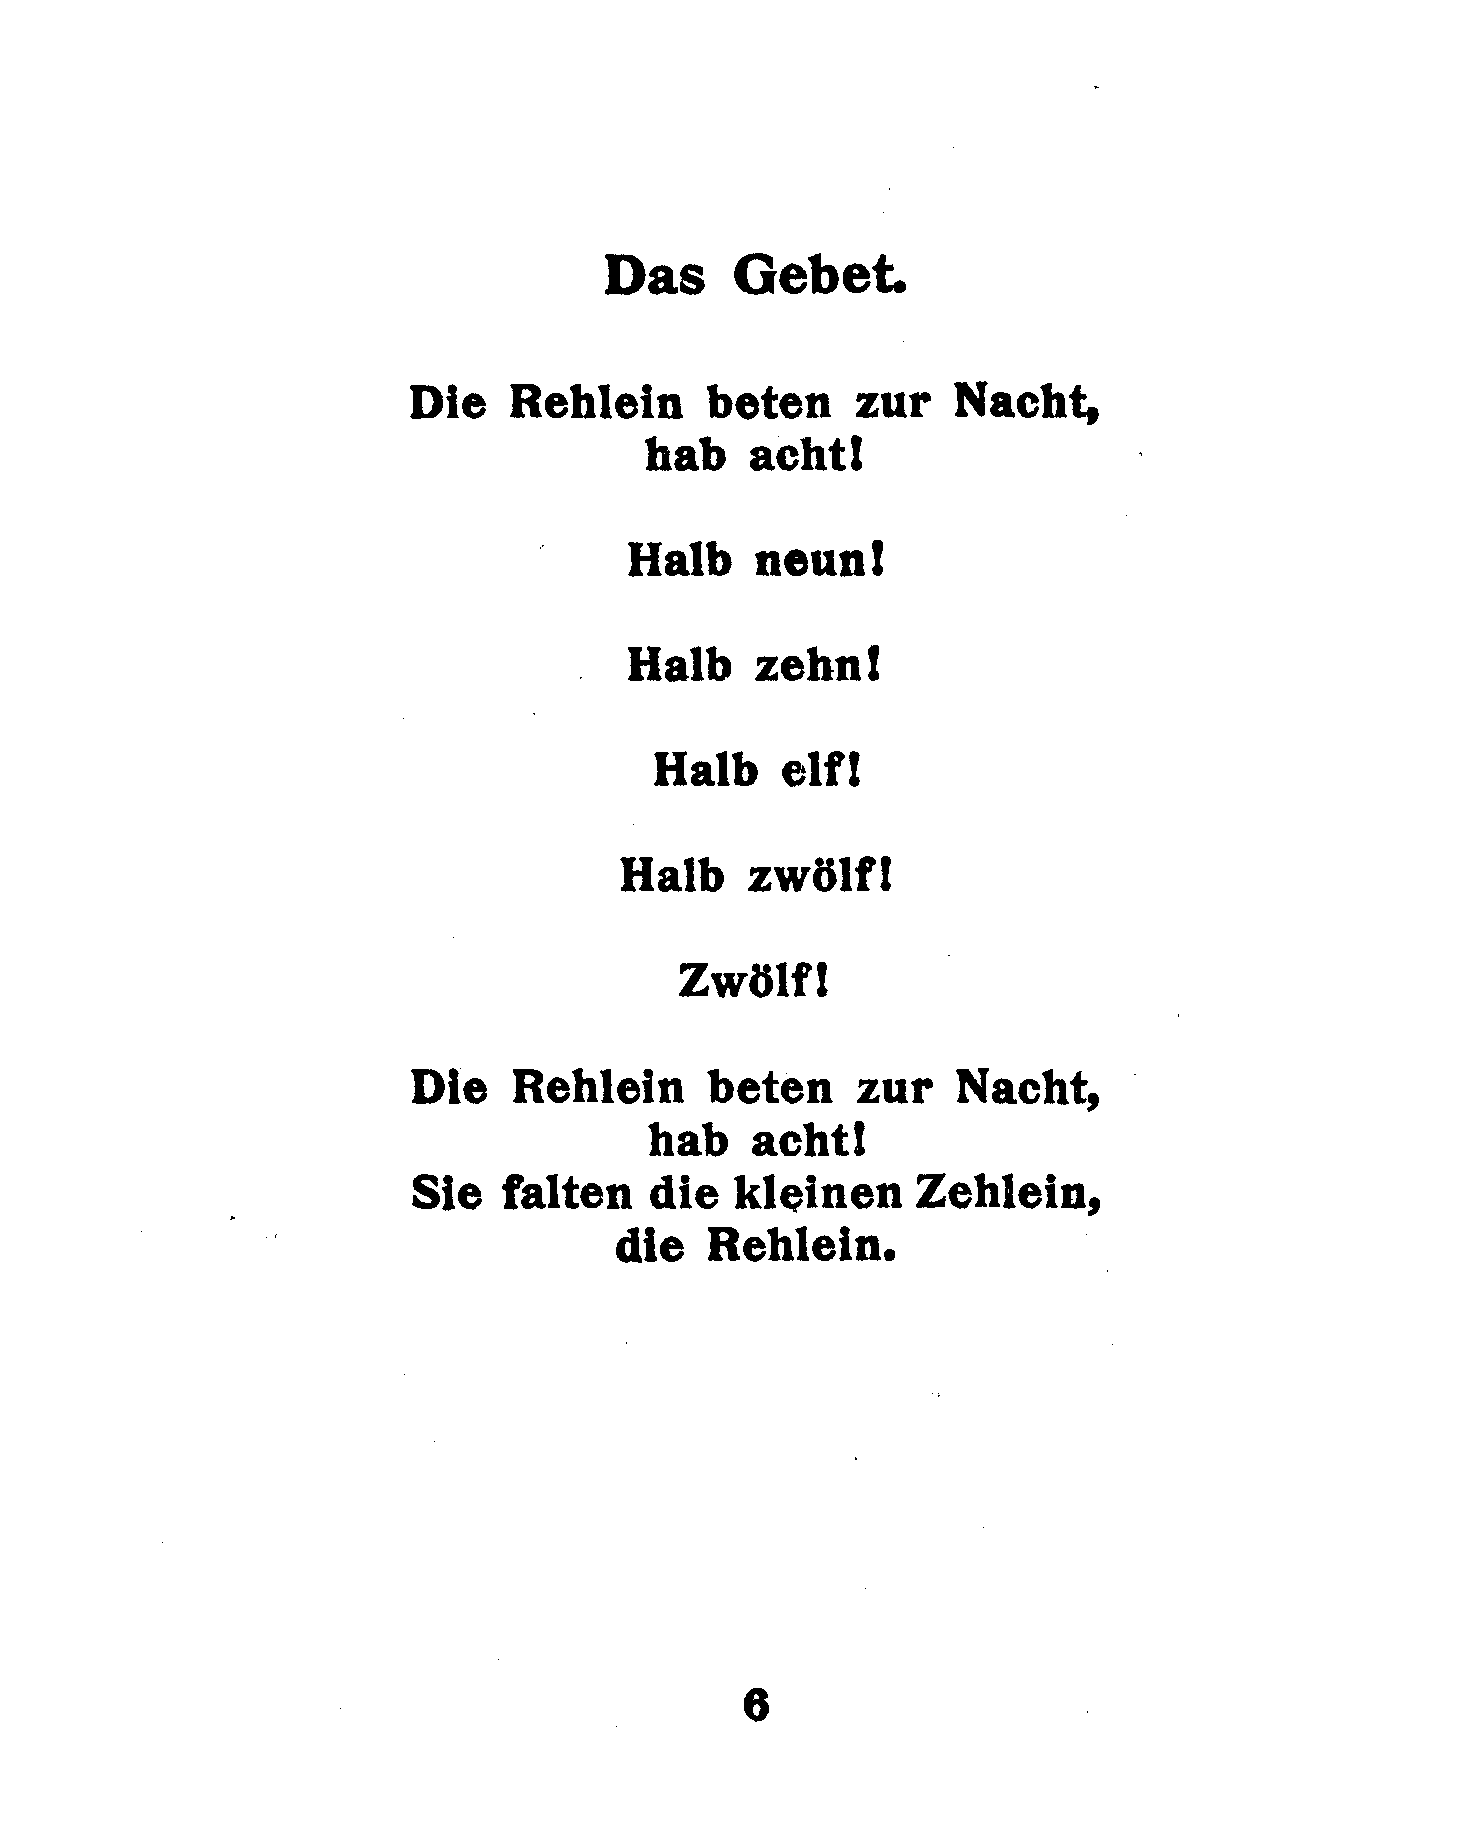 Das Gebet.
Die Rehlein beten zur Nacht,
hab acht!
Halb neun!
Halb zehn!
Halb elf!
Halb zwölf!
Zwölf!
Die Rehlein beten zur Nacht,
hab acht!
Sie falten die kleinen Zehlein,
die Rehlein.
6